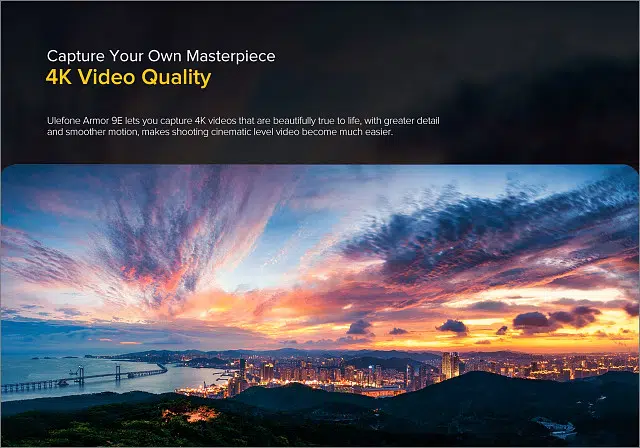 Capture Your Own Masterpiece
4K Video Quality
Ulefone Armor 9E lets you capture 4K videos that are beautifully true to life, with greater detail
and smoother motion, makes shooting cinematic level video become much easier.